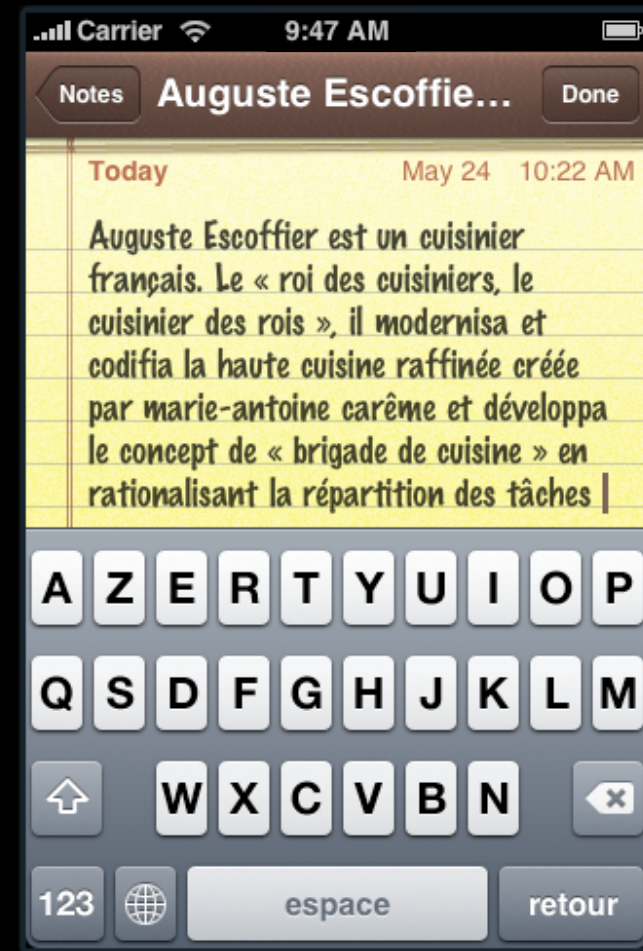 Carrier 9:47 AM
Notes Auguste Escoffie... Done
Today May 24 10:22 AM
Auguste Escoffier est un cuisinier
français. Le « roi des cuisiniers, le
cuisinier des rois », il modernisa et
codifia la haute cuisine raffinée créée
par marie-antoine carême et développa
le concept de « brigade de cuisine » en
rationalisant la répartition des tâches
A Z E R T Y U I O P
Q S D F G H J K L M
W X C V B N
123 espace retour